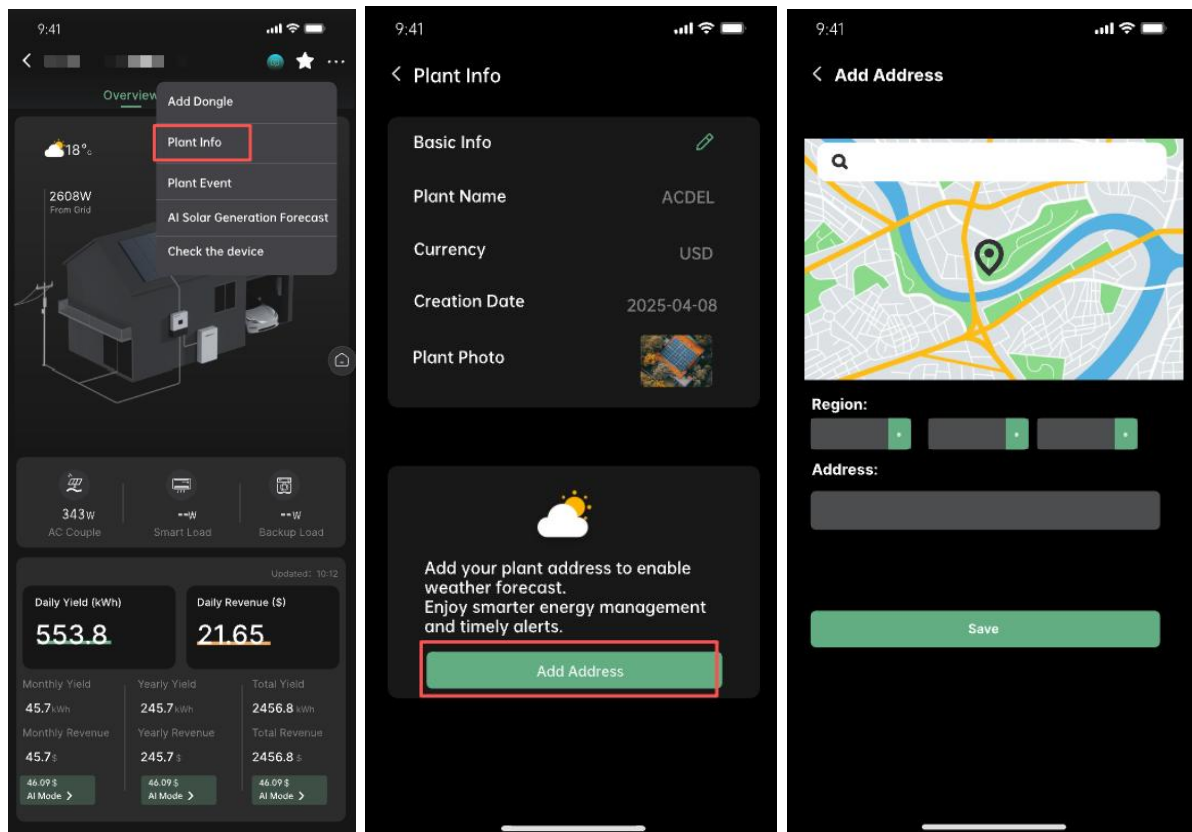 9:41
Overview
Add Dongle
Plant Info
Plant Event
AI Solar Generation Forecast
Check the device
18°c
2608W
From Grid
343W
--W
--W
AC Couple
Smart Load
Backup Load
Updated: 10:12
Daily Yield (kWh)
Daily Revenue ($)
553.8
21.65
Monthly Yield
Yearly Yield
Total Yield
45.7 kWh
245.7 kWh
2456.8 kWh
Monthly Revenue
Yearly Revenue
Total Revenue
45.7 $
245.7 $
2456.8 $
46.09 $
46.09 $
46.09 $
AI Mode >
AI Mode >
AI Mode >
9:41
< Plant Info
Basic Info
Plant Name ACDEL
Currency USD
Creation Date 2025-04-08
Plant Photo
Add your plant address to enable
weather forecast.
Enjoy smarter energy management
and timely alerts.
Add Address
9:41
< Add Address
Region:
Address:
Save